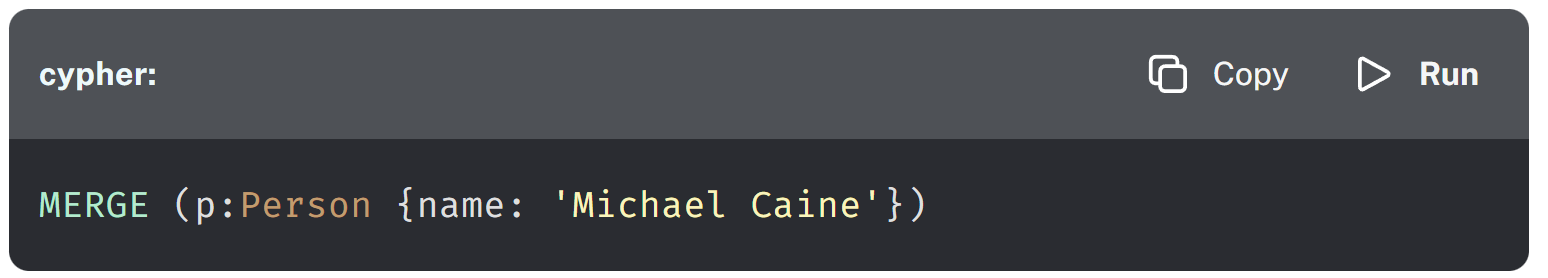 cypher: Copy Run
MERGE (p:Person {name: 'Michael Caine'})